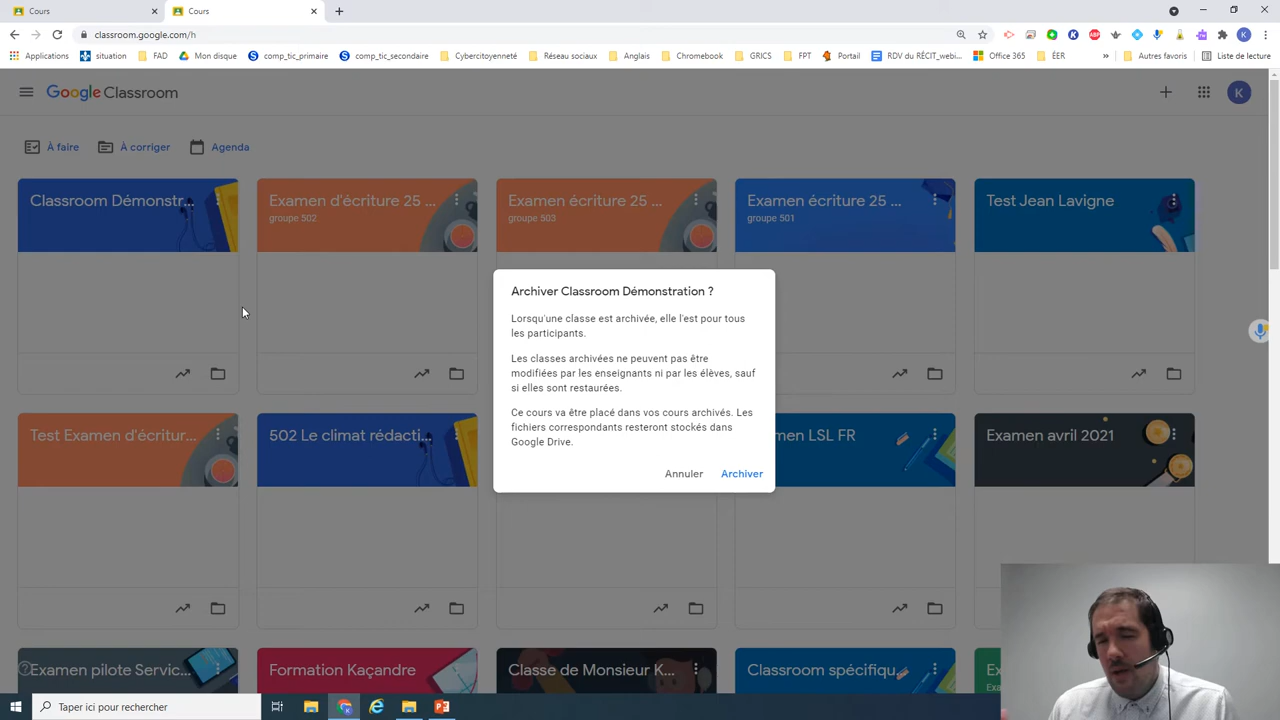 Cours
Cours
classroom.google.com/h
Applications
situation
FAD
Mon disque
comp_tic_primaire
comp_tic_secondaire
Cybercitoyenneté
Réseau sociaux
Anglais
Chromebook
GRICS
FPT
Portail
RDV du RÉCIT_webi...
Office 365
ÉER
Autres favoris
Liste de lecture
Google Classroom
K
À faire
À corriger
Agenda
Classroom Démonstr...
Examen d'écriture 25 ...
groupe 502
Examen écriture 25 ...
groupe 503
Examen écriture 25 ...
groupe 501
Test Jean Lavigne
Archiver Classroom Démonstration ?
Lorsqu'une classe est archivée, elle l'est pour tous
les participants.
Les classes archivées ne peuvent pas être
modifiées par les enseignants ni par les élèves, sauf
si elles sont restaurées.
Ce cours va être placé dans vos cours archivés. Les
fichiers correspondants resteront stockés dans
Google Drive.
Annuler
Archiver
Test Examen d'écritur...
502 Le climat rédacti...
men LSL FR
Examen avril 2021
Examen pilote Servic...
Formation Kaçandre
Classe de Monsieur K...
Classroom spécifiqu...
Taper ici pour rechercher